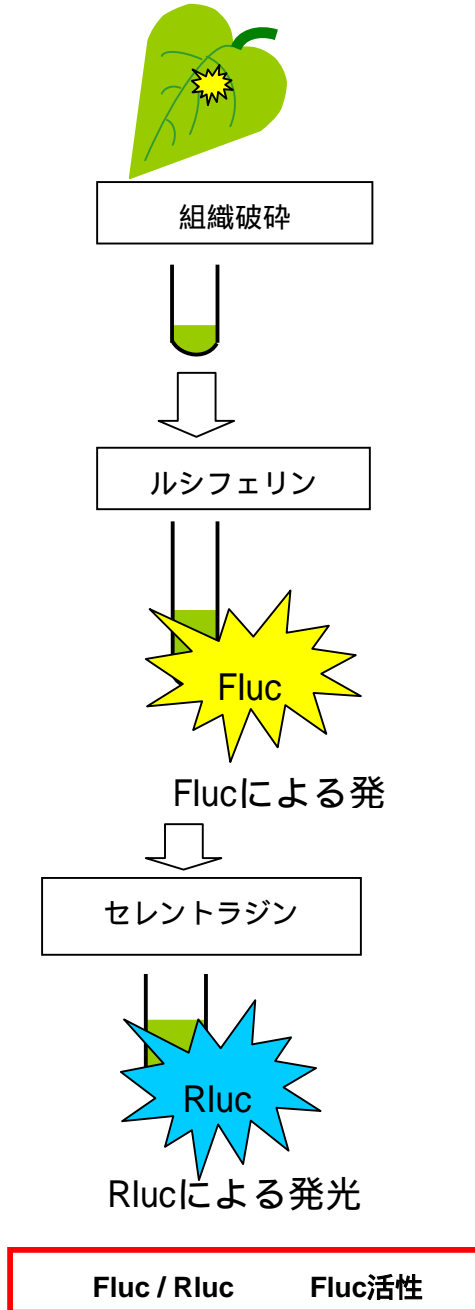 組織破砕
ルシフェリン
Fluc
Flucによる発
セレントラジン
Rluc
Rlucによる発光
Fluc / Rluc Fluc活性